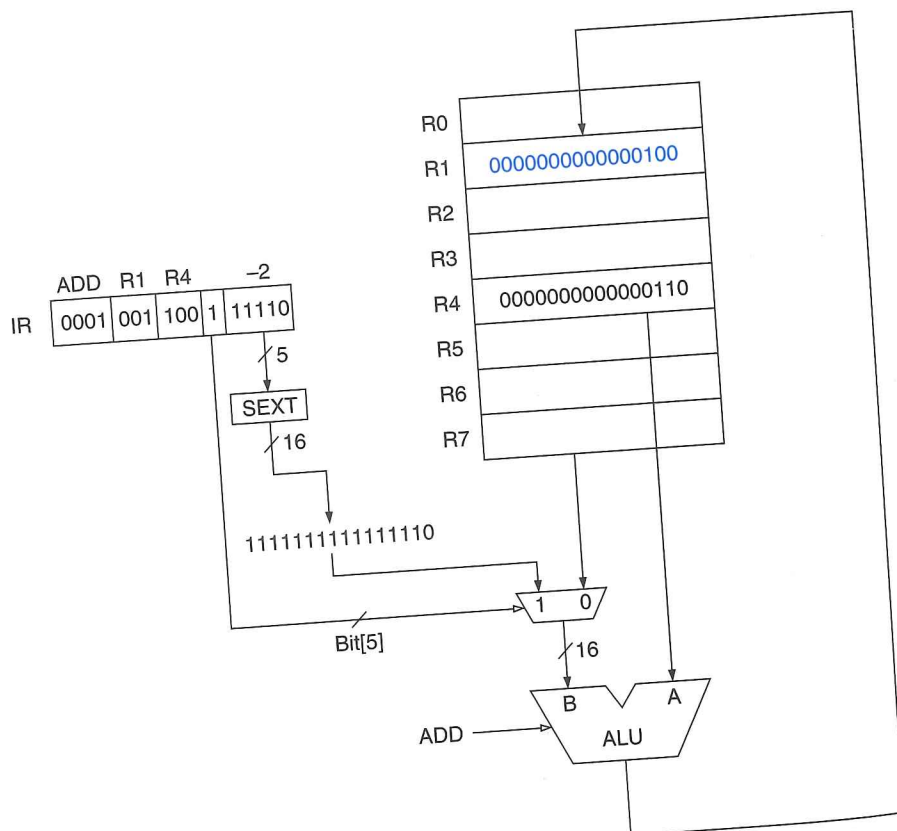 R0
R1 0000000000000100
R2
R3
ADD R1 R4 –2
IR 0001 001 100 1 11110
R4 0000000000000110
R5
5
SEXT
R6
16
R7
1111111111111110
1 0
Bit[5]
16
B A
ADD
ALU